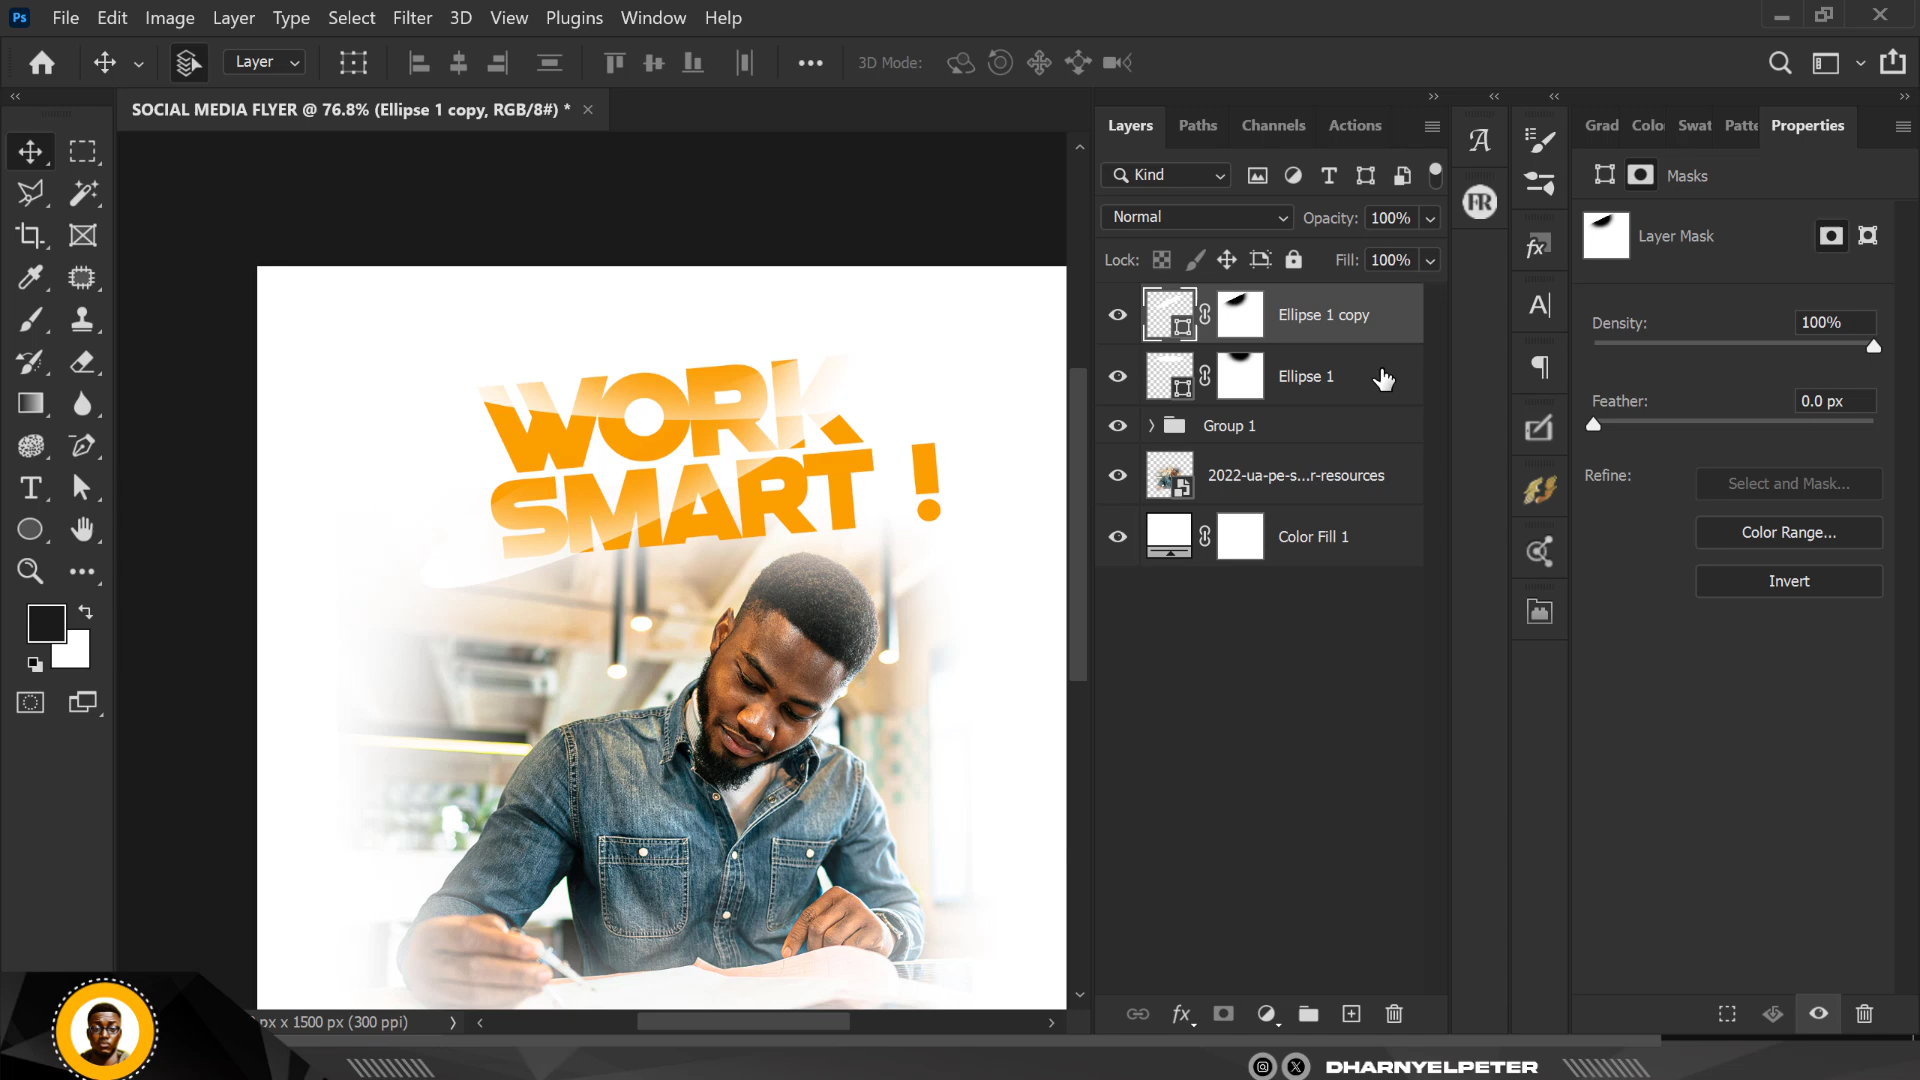 Ps File Edit Image Layer Type Select Filter 3D View Plugins Window Help
Layer 3D Mode:
SOCIAL MEDIA FLYER @ 76.8% (Ellipse 1 copy, RGB/8#) *
Layers Paths Channels Actions
Grad Colo Swat Patte Properties
Kind
Masks
Normal Opacity: 100%
Layer Mask
Lock: Fill: 100%
Ellipse 1 copy
Density: 100%
Ellipse 1
Feather: 0.0 px
Group 1
2022-ua-pe-s...r-resources
Refine: Select and Mask...
Color Range...
Color Fill 1
Invert
WORK
SMART !
px x 1500 px (300 ppi)
DHARNYELPETER